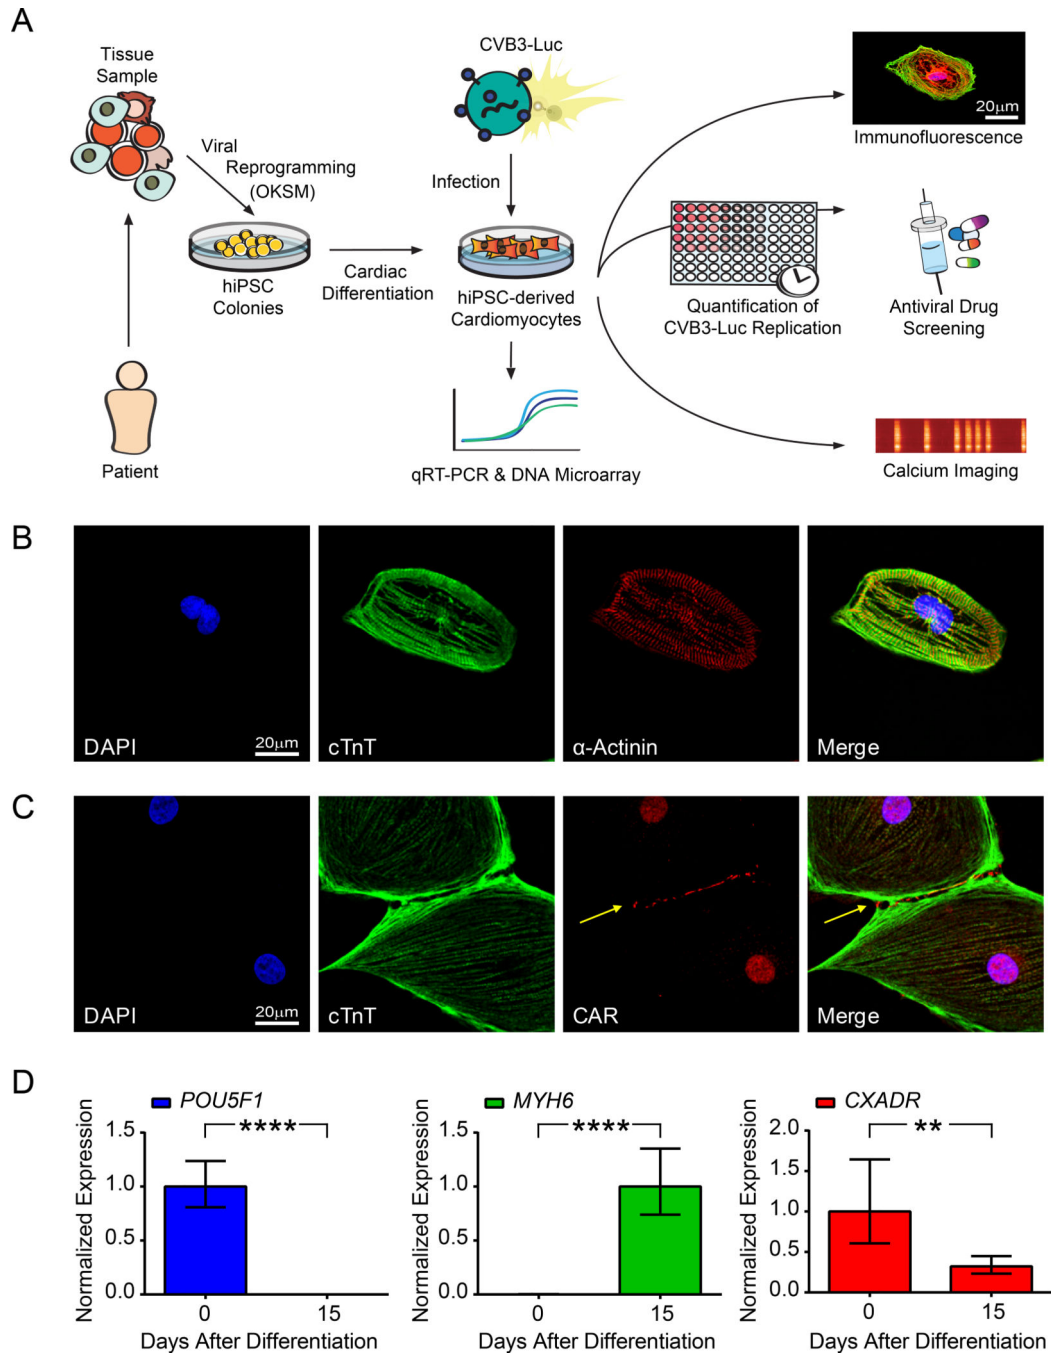 A
Tissue
Sample
CVB3-Luc
20μm
Immunofluorescence
Viral
Reprogramming
(OKSM)
Infection
hiPSC
Colonies
Cardiac
Differentiation
hiPSC-derived
Cardiomyocytes
Quantification of
CVB3-Luc Replication
Antiviral Drug
Screening
Patient
qRT-PCR & DNA Microarray
Calcium Imaging
B
DAPI
20μm
cTnT
α-Actinin
Merge
C
DAPI
20μm
cTnT
CAR
Merge
D
POU5F1
****
Normalized Expression
1.5
1.0
0.5
0.0
0 15
Days After Differentiation
MYH6
****
Normalized Expression
1.5
1.0
0.5
0.0
0 15
Days After Differentiation
CXADR
**
Normalized Expression
2.0
1.5
1.0
0.5
0.0
0 15
Days After Differentiation